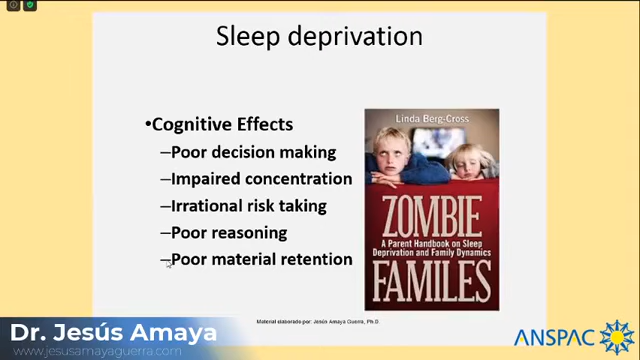 Sleep deprivation
•Cognitive Effects
–Poor decision making
–Impaired concentration
–Irrational risk taking
–Poor reasoning
–Poor material retention
Linda Berg-Cross
ZOMBIE
A Parent Handbook on Sleep
Deprivation and Family Dynamics
FAMILES
Material elaborado por: Jesús Amaya Guerra, Ph.D.
Dr. Jesús Amaya
www.jesusamayaguerra.com
ANSPAC